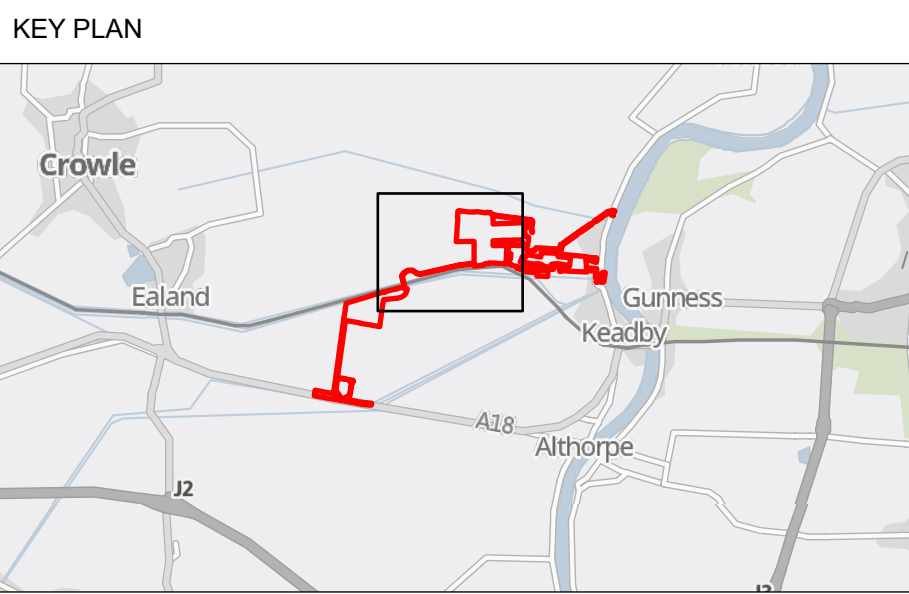 KEY PLAN
Crowle
Ealand
Gunness
Keadby
A18
Althorpe
J2